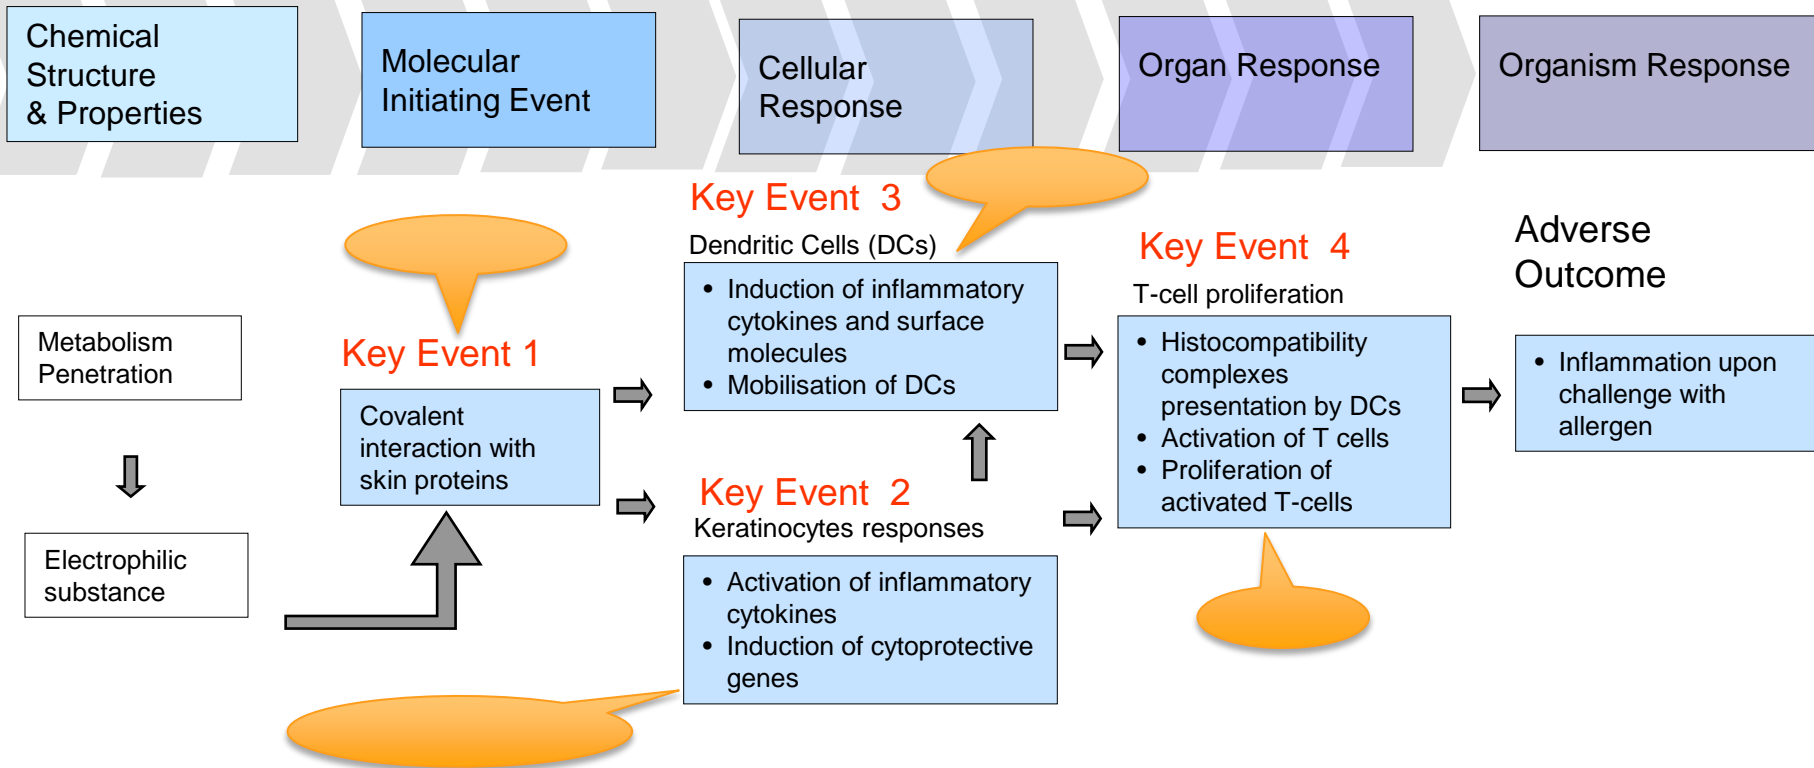 Chemical
Structure
& Properties
Molecular
Initiating Event
Cellular
Response
Organ Response
Organism Response
Metabolism
Penetration
Electrophilic
substance
Key Event 1
Covalent
interaction with
skin proteins
Key Event 3
Dendritic Cells (DCs)
• Induction of inflammatory
cytokines and surface
molecules
• Mobilisation of DCs
Key Event 2
Keratinocytes responses
• Activation of inflammatory
cytokines
• Induction of cytoprotective
genes
Key Event 4
T-cell proliferation
• Histocompatibility
complexes
presentation by DCs
• Activation of T cells
• Proliferation of
activated T-cells
Adverse
Outcome
• Inflammation upon
challenge with
allergen